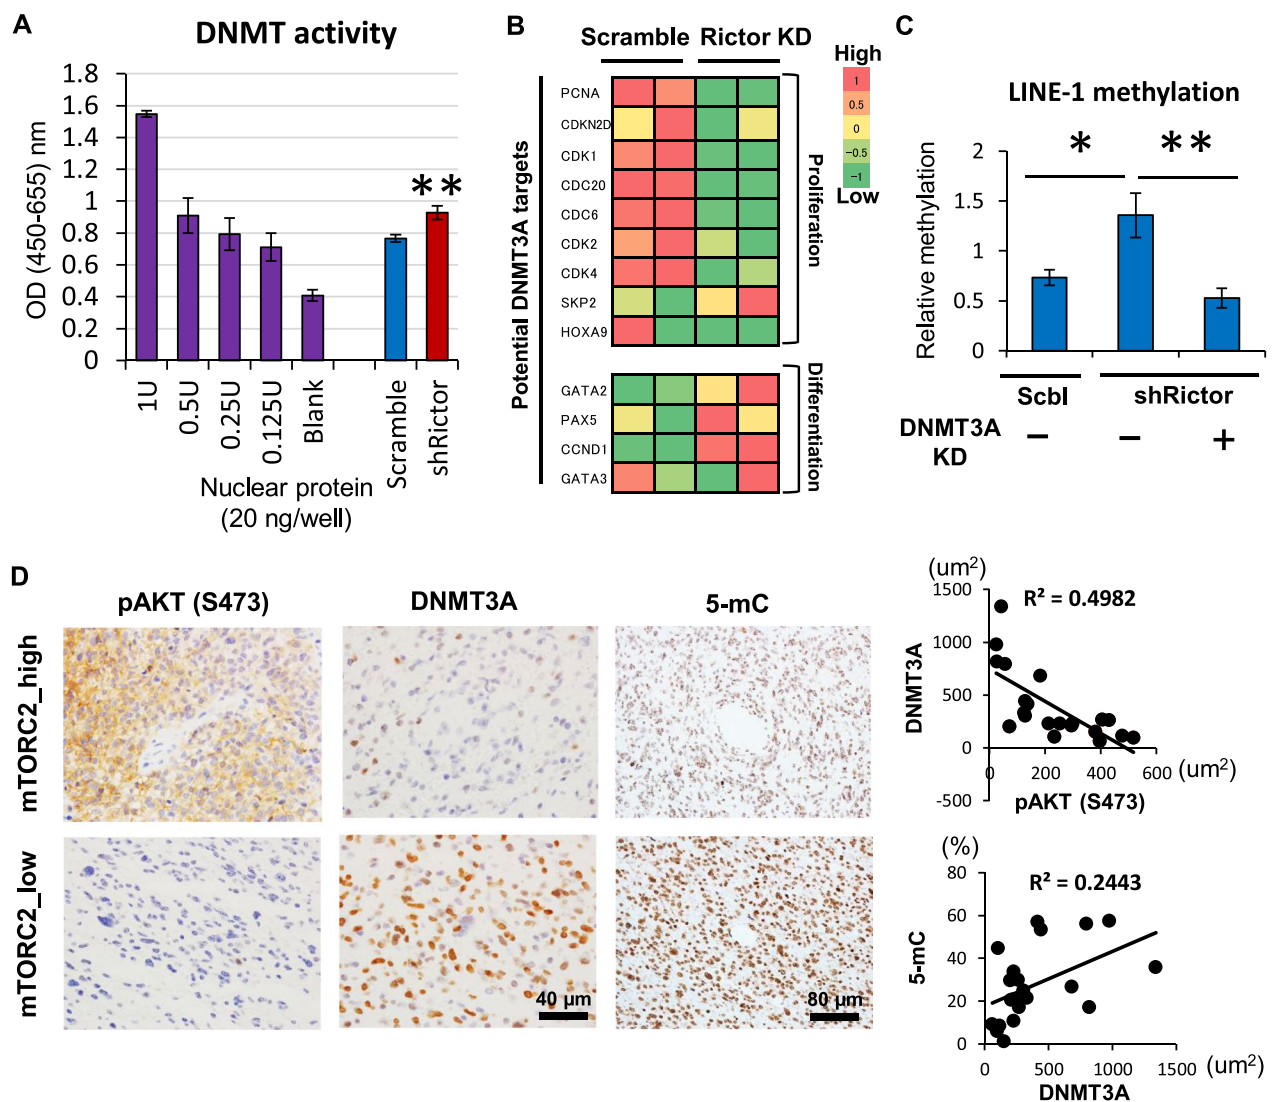 A
DNMT activity
OD (450-655) nm
1.8
1.6
1.4
1.2
1
0.8
0.6
0.4
0.2
0
**
1U
0.5U
0.25U
0.125U
Blank
Scramble
shRictor
Nuclear protein
(20 ng/well)
B
Scramble Rictor KD
Potential DNMT3A targets
PCNA
CDKN2D
CDK1
CDC20
CDC6
CDK2
CDK4
SKP2
HOXA9
GATA2
PAX5
CCND1
GATA3
Proliferation
Differentiation
High
1
0.5
0
−0.5
−1
Low
C
LINE-1 methylation
Relative methylation
2
1.5
1
0.5
0
* **
Scbl shRictor
DNMT3A
KD
− − +
D
pAKT (S473) DNMT3A 5-mC
mTORC2_high
mTORC2_low
40 µm
80 µm
(um²)
R² = 0.4982
DNMT3A
1500
1000
500
0
-500
0 200 400 600 (um²)
pAKT (S473)
(%)
R² = 0.2443
5-mC
80
60
40
20
0
0 500 1000 1500 (um²)
DNMT3A